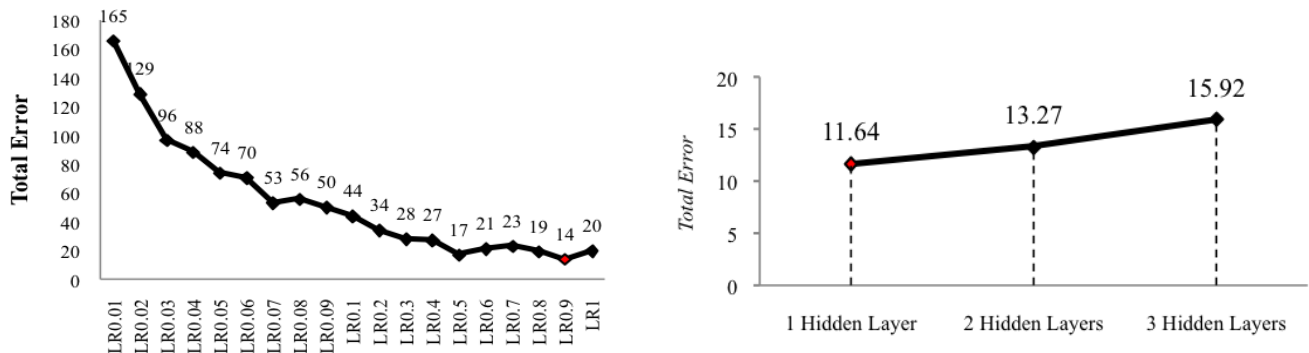 Total Error
180
160
140
120
100
80
60
40
20
0
165
129
96
88
74
70
53
56
50
44
34
28
27
17
21
23
19
14
20
LR0.01
LR0.02
LR0.03
LR0.04
LR0.05
LR0.06
LR0.07
LR0.08
LR0.09
LR0.1
LR0.2
LR0.3
LR0.4
LR0.5
LR0.6
LR0.7
LR0.8
LR0.9
LR1
Total Error
20
15
10
5
0
11.64
13.27
15.92
1 Hidden Layer
2 Hidden Layers
3 Hidden Layers